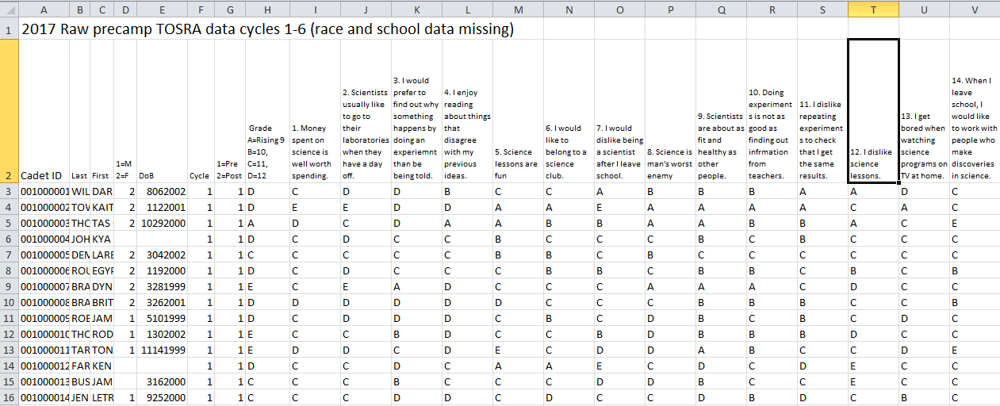 A B C D E F G H I J K L M N O P Q R S T U V
1 2017 Raw precamp TOSRA data cycles 1-6 (race and school data missing)
2
Cadet ID
Last
First
1=M
2=F
DoB
Cycle
1=Pre
2=Post
Grade
A=Rising 9
B=10,
C=11,
D=12
1. Money
spent on
science is
well worth
spending.
2. Scientists
usually like
to go to
their
laboratories
when they
have a day
off.
3. I would
prefer to
find out why
something
happens by
doing an
experiemnt
than be
being told.
4. I enjoy
reading
about things
that
disagree
with my
previous
ideas.
5. Science
lessons are
fun
6. I would
like to
belong to a
science
club.
7. I would
dislike being
a scientist
after I leave
school.
8. Science is
man's worst
enemy
9. Scientists
are about as
fit and
healthy as
other
people.
10. Doing
experiment
s is not as
good as
finding out
infrmation
from
teachers.
11. I dislike
repeating
experiment
s to check
that I get
the same
results.
12. I dislike
science
lessons.
13. I get
bored when
watching
science
programs on
TV at home.
14. When I
leave
school, I
would like
to work with
people who
make
discoveries
in science.
3 001000001 WIL DAR 2 8062002 1 1 D C D D B C C A B B B A A D C
4 001000002 TOV KAIT 2 1122001 1 1 D E E D D A A E A A A A C A C
5 001000003 THO TAS 2 10292000 1 1 A D C D A A B B A A B B A C E
6 001000004 JOH KYA 1 1 D C D C C B C C C B C B C C C
7 001000005 DEN LARE 2 3042002 1 1 C C C C C B B C B C C C C C C
8 001000006 ROU EGYP 2 1192000 1 1 D C D C C C B B C B B C B C B
9 001000007 BRA DYN 2 3281999 1 1 E C E A D C C C A A A C D C C
10 001000008 BRA BRIT 2 3262001 1 1 D D D D D D C C C B B B C C B
11 001000009 ROE JAM 1 5101999 1 1 D C C D D C B C D B B C C D C
12 001000010 THO ROD 1 1302002 1 1 E C C B D C C B D B B B D C C
13 001000011 TAR TON 1 11141999 1 1 E D D C D E C D D A B C C D E
14 001000012 FAR KEN 1 1 D C C D C A A E C D C D E C C
15 001000013 BUS JAM 3162000 1 1 C C C B C C C D D B C C E C C
16 001000014 JEN LETR 1 9252000 1 1 C C C D D C D C C D B D C B C